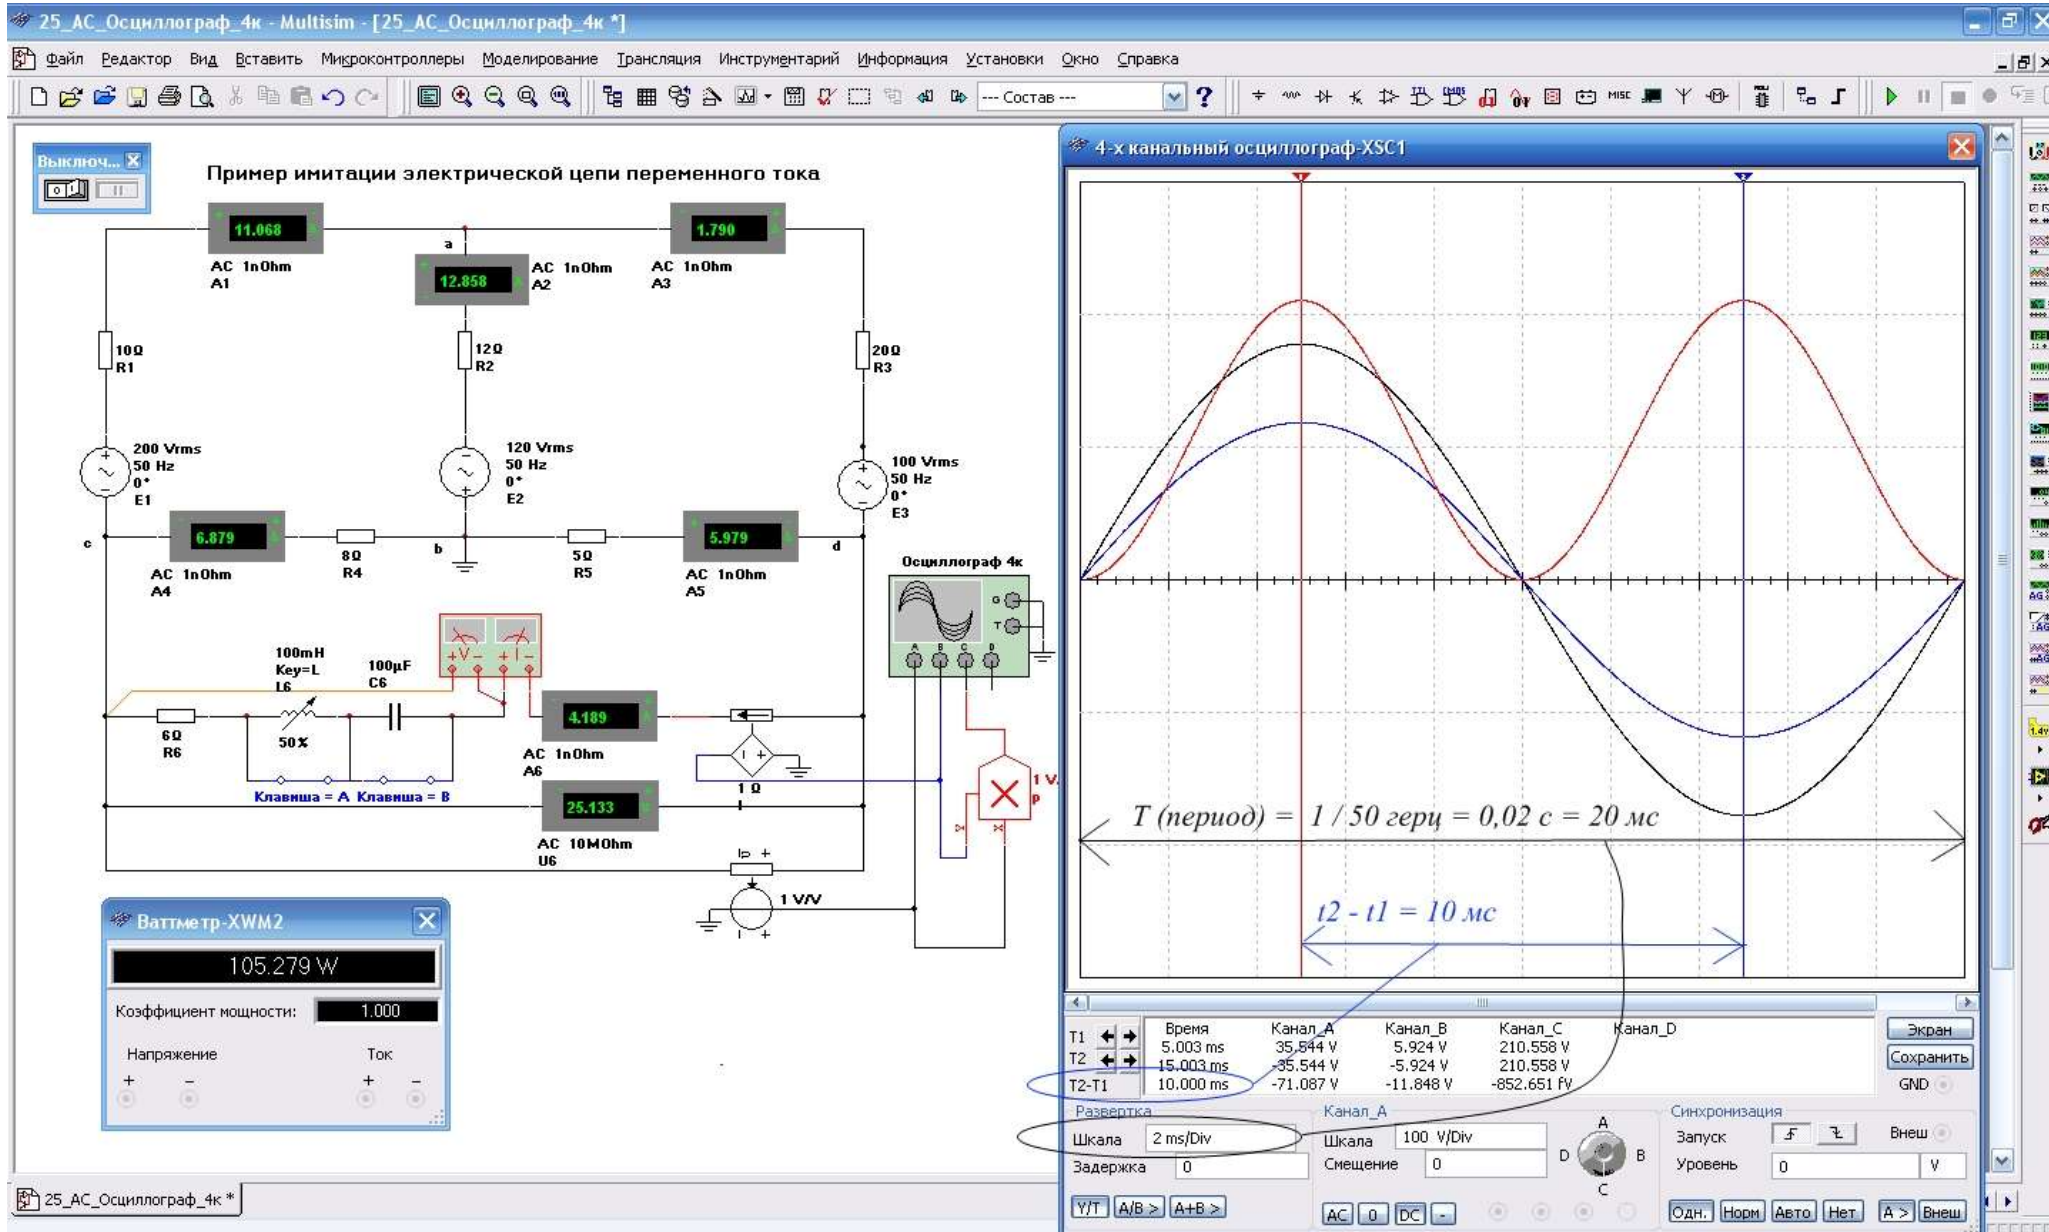 25_AC_Осциллограф_4к - Multisim - [25_AC_Осциллограф_4к *]
Файл Редактор Вид Вставить Микроконтроллеры Моделирование Трансляция Инструментарий Информация Установки Окно Справка
--- Состав ---
MISC
Выключ...
Пример имитации электрической цепи переменного тока
11.068
AC 1nOhm
A1
a
12.858
AC 1nOhm
A2
1.790
AC 1nOhm
A3
10Ω
R1
12Ω
R2
20Ω
R3
200 Vrms
50 Hz
0°
E1
120 Vrms
50 Hz
0°
E2
100 Vrms
50 Hz
0°
E3
c
6.879
AC 1nOhm
A4
8Ω
R4
b
5Ω
R5
5.979
AC 1nOhm
A5
d
Осциллограф 4к
G
T
A B C D
100mH
Key=L
L6
50%
100µF
C6
+V- +I-
6Ω
R6
4.189
AC 1nOhm
A6
1 Ω
Клавиша = A Клавиша = B
25.133
AC 10MOhm
U6
1 V/V
Ваттметр-XWM2
105.279 W
Коэффициент мощности: 1.000
Напряжение Ток
+ - + -
25_AC_Осциллограф_4к *
4-х канальный осциллограф-XSC1
T (период) = 1 / 50 герц = 0,02 с = 20 мс
t2 - t1 = 10 мс
Время Канал_A Канал_B Канал_C Канал_D
T1 5.003 ms 35.544 V 5.924 V 210.558 V
T2 15.003 ms -35.544 V -5.924 V 210.558 V
T2-T1 10.000 ms -71.087 V -11.848 V -852.651 fV
Экран
Сохранить
GND
Развертка
Шкала 2 ms/Div
Задержка 0
Y/T A/B > A+B >
Канал_A
Шкала 100 V/Div
Смещение 0
AC 0 DC -
A
D B
C
Синхронизация
Запуск Внеш
Уровень 0 V
Одн. Норм Авто Нет A > Внеш